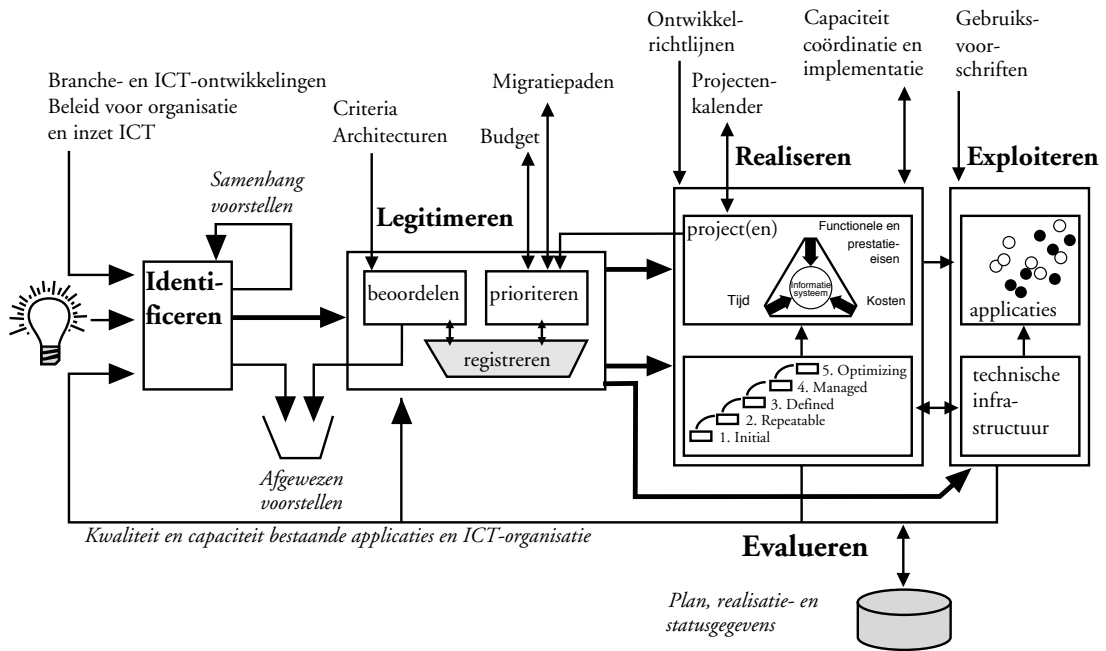 Ontwikkel-
richtlijnen
Capaciteit
coördinatie en
implementatie
Gebruiks-
voor-
schriften
Branche- en ICT-ontwikkelingen
Beleid voor organisatie
en inzet ICT
Migratiepaden
Projecten-
kalender
Criteria
Architecturen
Budget
Realiseren
Exploiteren
Samenhang
voorstellen
Legitimeren
project(en)
Functionele en
prestatie-
eisen
Informatie
systeem
Tijd
Kosten
applicaties
Identi-
ficeren
beoordelen
prioriteren
registreren
5. Optimizing
4. Managed
3. Defined
2. Repeatable
1. Initial
technische
infra-
structuur
Afgewezen
voorstellen
Kwaliteit en capaciteit bestaande applicaties en ICT-organisatie
Evalueren
Plan, realisatie- en
statusgegevens